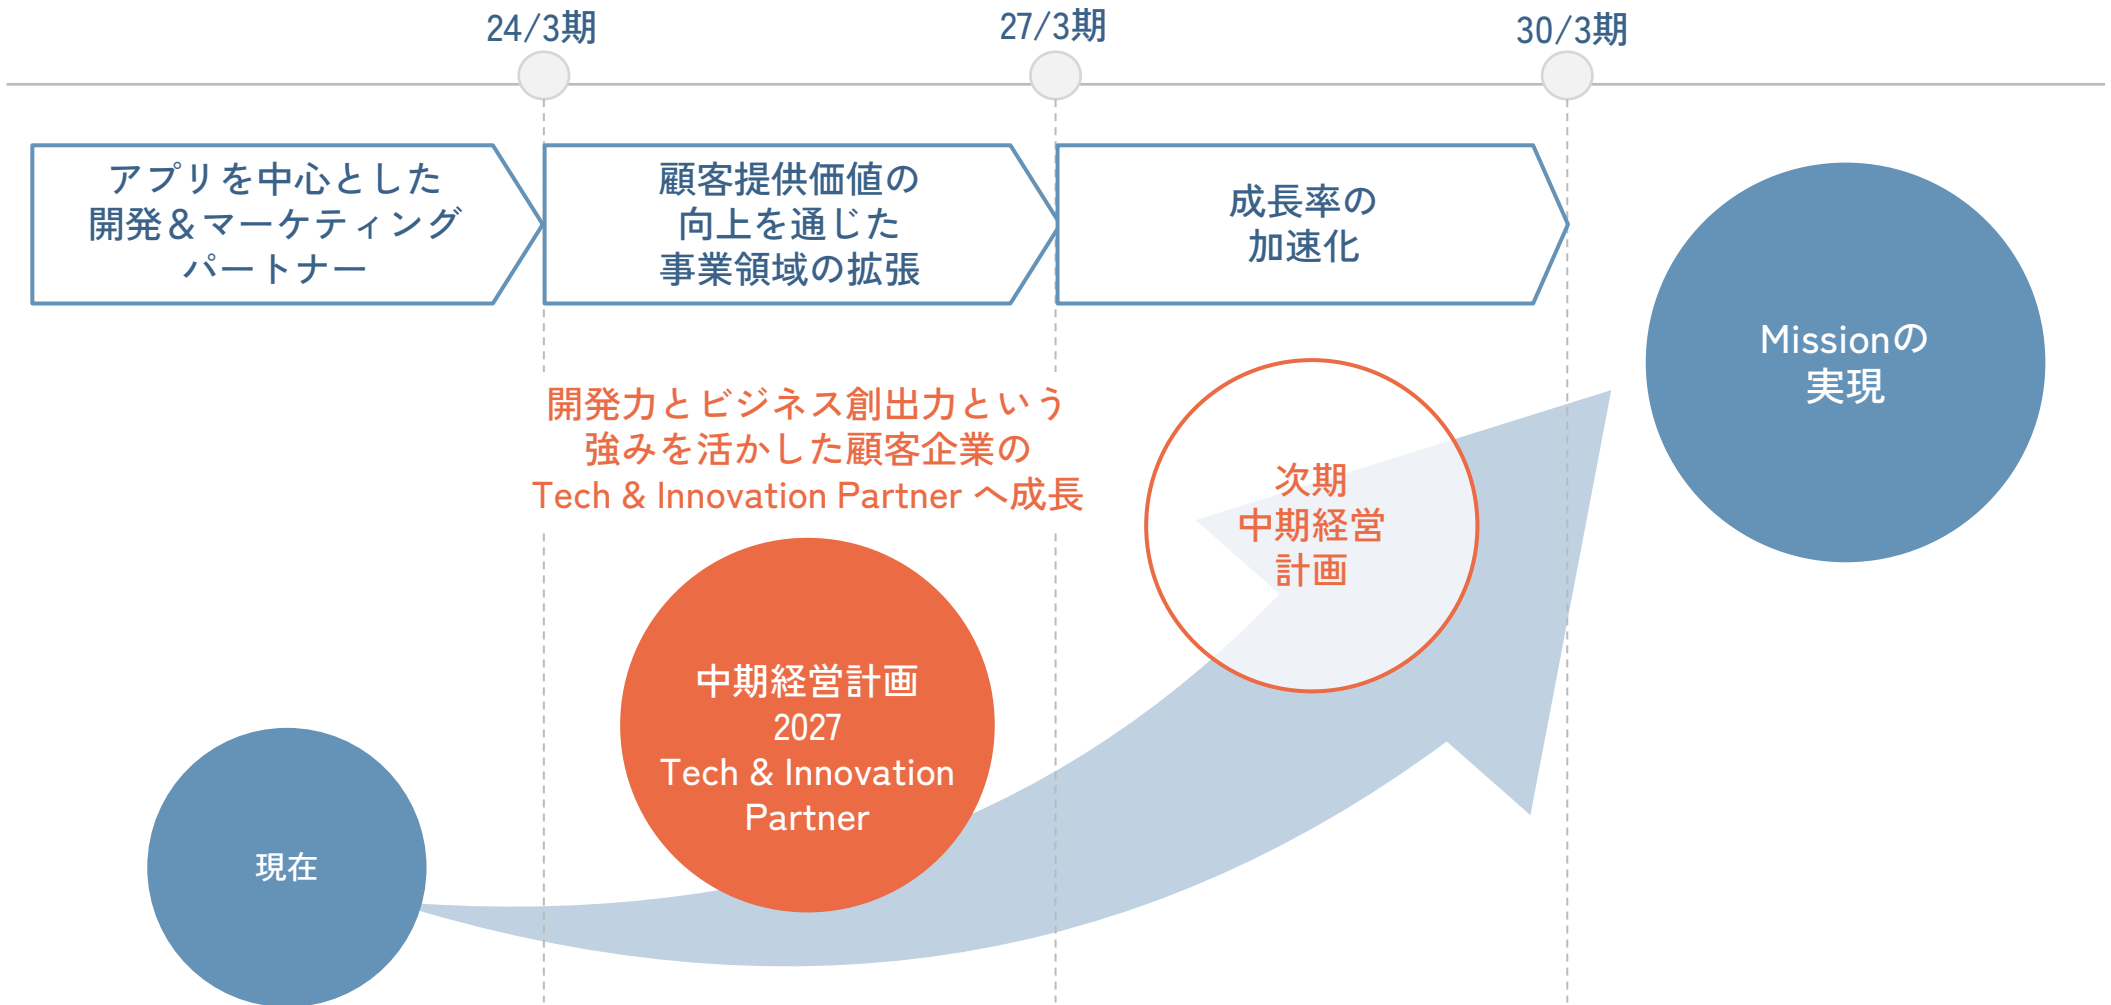 24/3期
27/3期
30/3期
アプリを中心とした
開発＆マーケティング
パートナー
顧客提供価値の
向上を通じた
事業領域の拡張
成長率の
加速化
Missionの
実現
開発力とビジネス創出力という
強みを活かした顧客企業の
Tech & Innovation Partner へ成長
次期
中期経営
計画
中期経営計画
2027
Tech & Innovation
Partner
現在